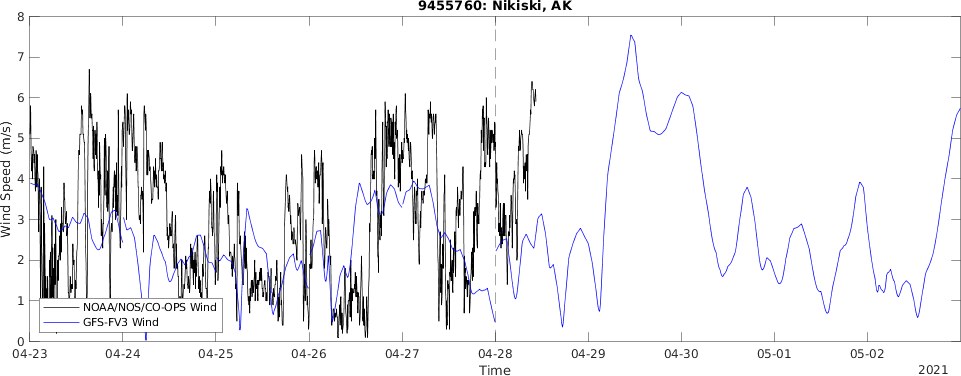 9455760: Nikiski, AK
8
7
6
5
4
3
2
1
0
Wind Speed (m/s)
NOAA/NOS/CO-OPS Wind
GFS-FV3 Wind
04-23 04-24 04-25 04-26 04-27 04-28 04-29 04-30 05-01 05-02
Time
2021